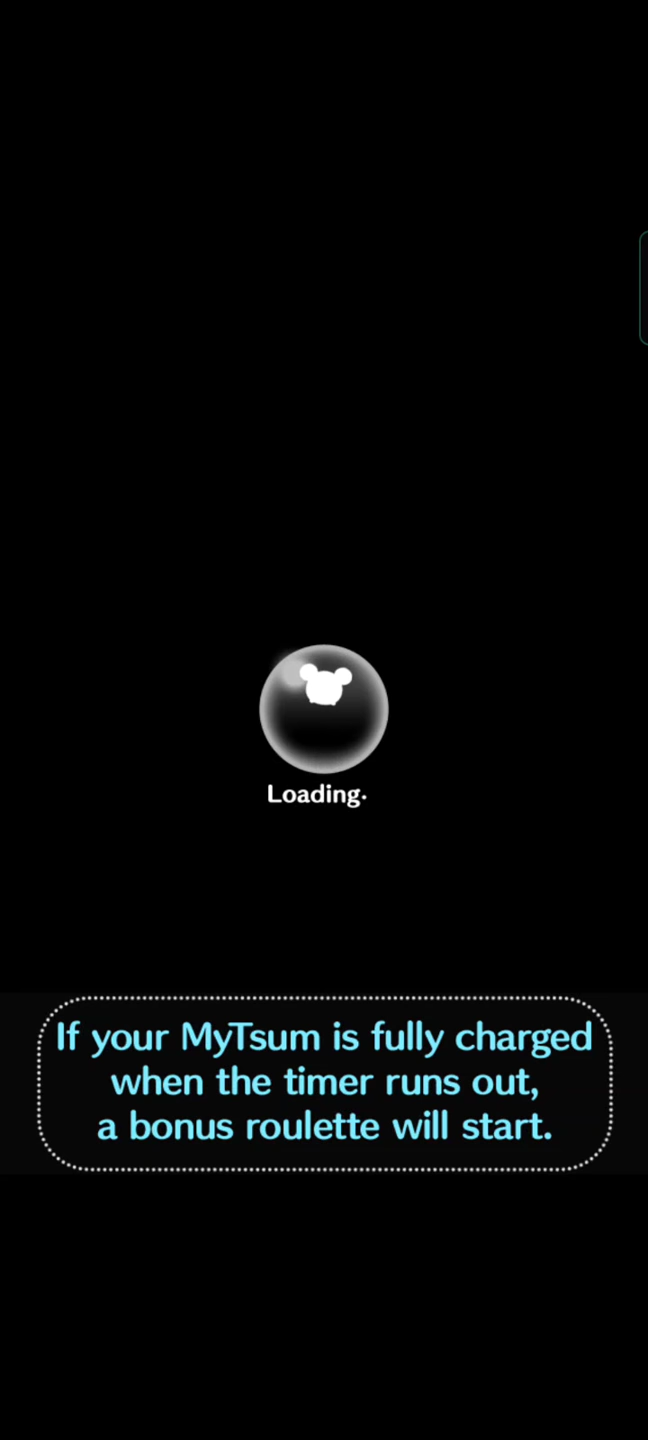 Loading.
If your MyTsum is fully charged
when the timer runs out,
a bonus roulette will start.